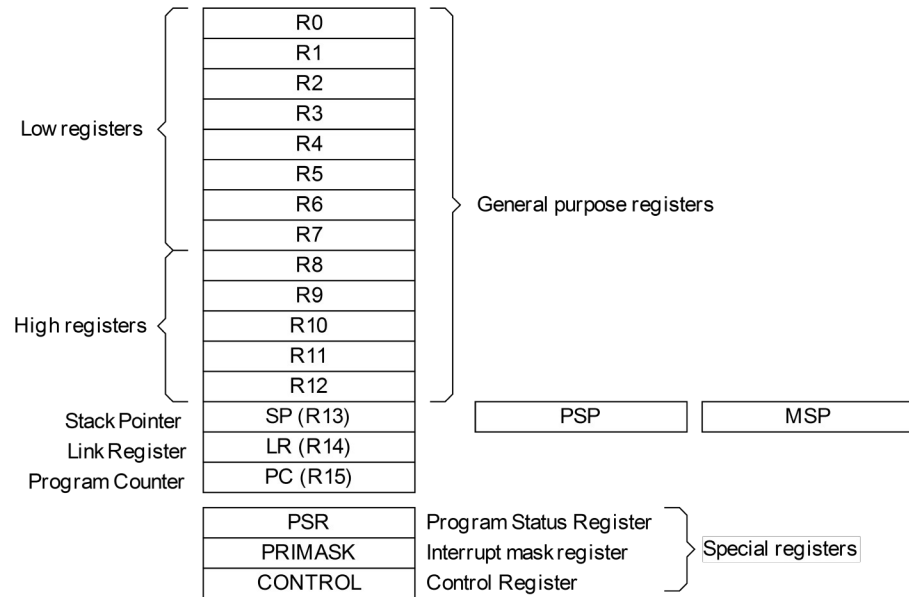 R0
R1
R2
R3
Low registers
R4
R5
R6
General purpose registers
R7
R8
R9
High registers
R10
R11
R12
Stack Pointer SP (R13) PSP MSP
Link Register LR (R14)
Program Counter PC (R15)
PSR Program Status Register
PRIMASK Interrupt mask register Special registers
CONTROL Control Register